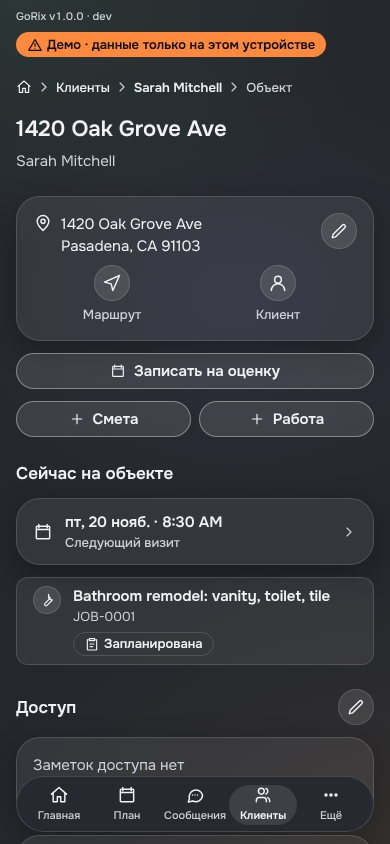 GoRix v1.0.0 · dev
Демо · данные только на этом устройстве
Клиенты > Sarah Mitchell > Объект
1420 Oak Grove Ave
Sarah Mitchell
1420 Oak Grove Ave
Pasadena, CA 91103
Маршрут Клиент
Записать на оценку
+ Смета + Работа
Сейчас на объекте
пт, 20 нояб. · 8:30 AM
Следующий визит
Bathroom remodel: vanity, toilet, tile
JOB-0001
Запланирована
Доступ
Заметок доступа нет
Главная План Сообщения Клиенты Ещё